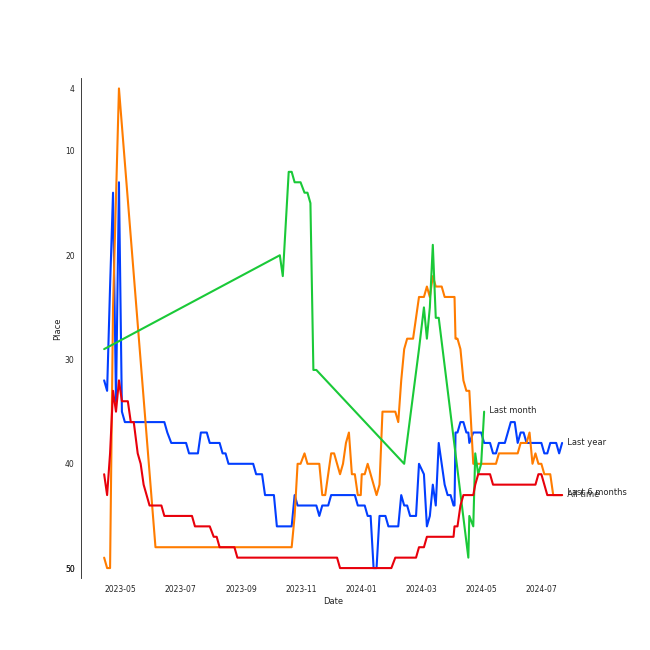 4
10
20
30
40
50
Place
2023-05
2023-07
2023-09
2023-11
2024-01
2024-03
2024-05
2024-07
Date
Last month
Last year
Last 6 months
All time